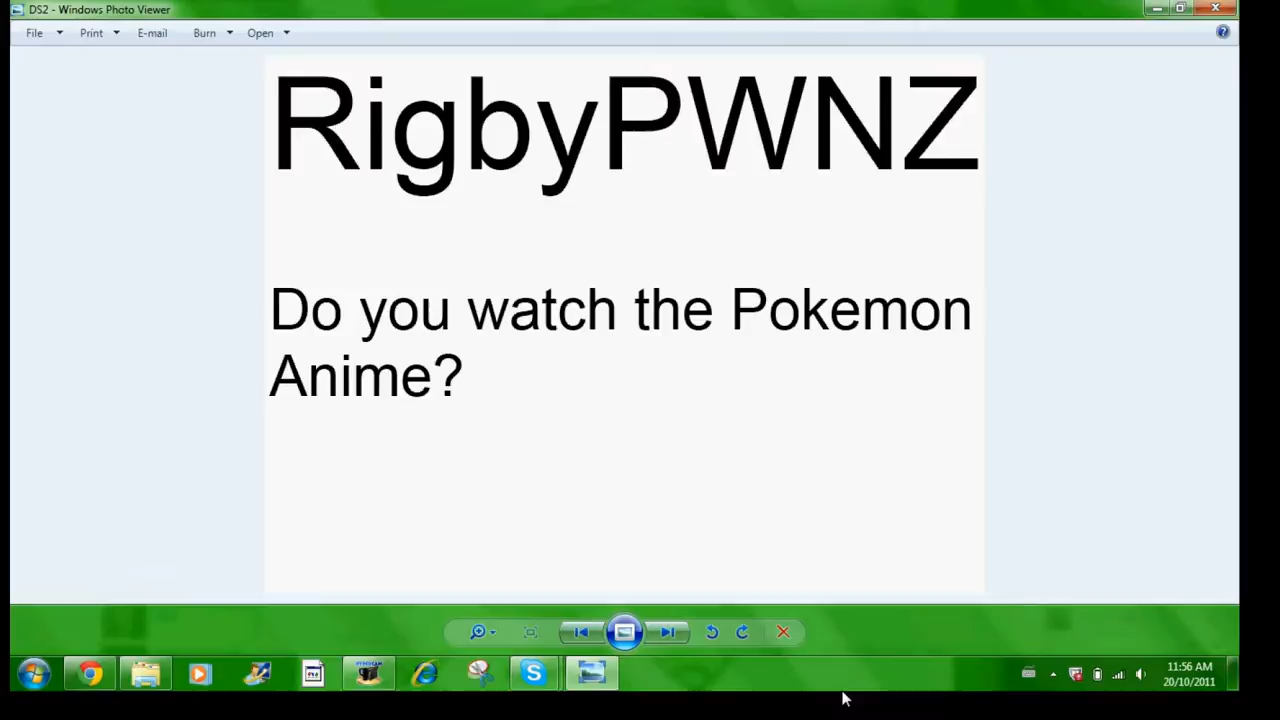 DS2 - Windows Photo Viewer
File Print E-mail Burn Open
RigbyPWNZ
Do you watch the Pokemon
Anime?
11:56 AM
20/10/2011